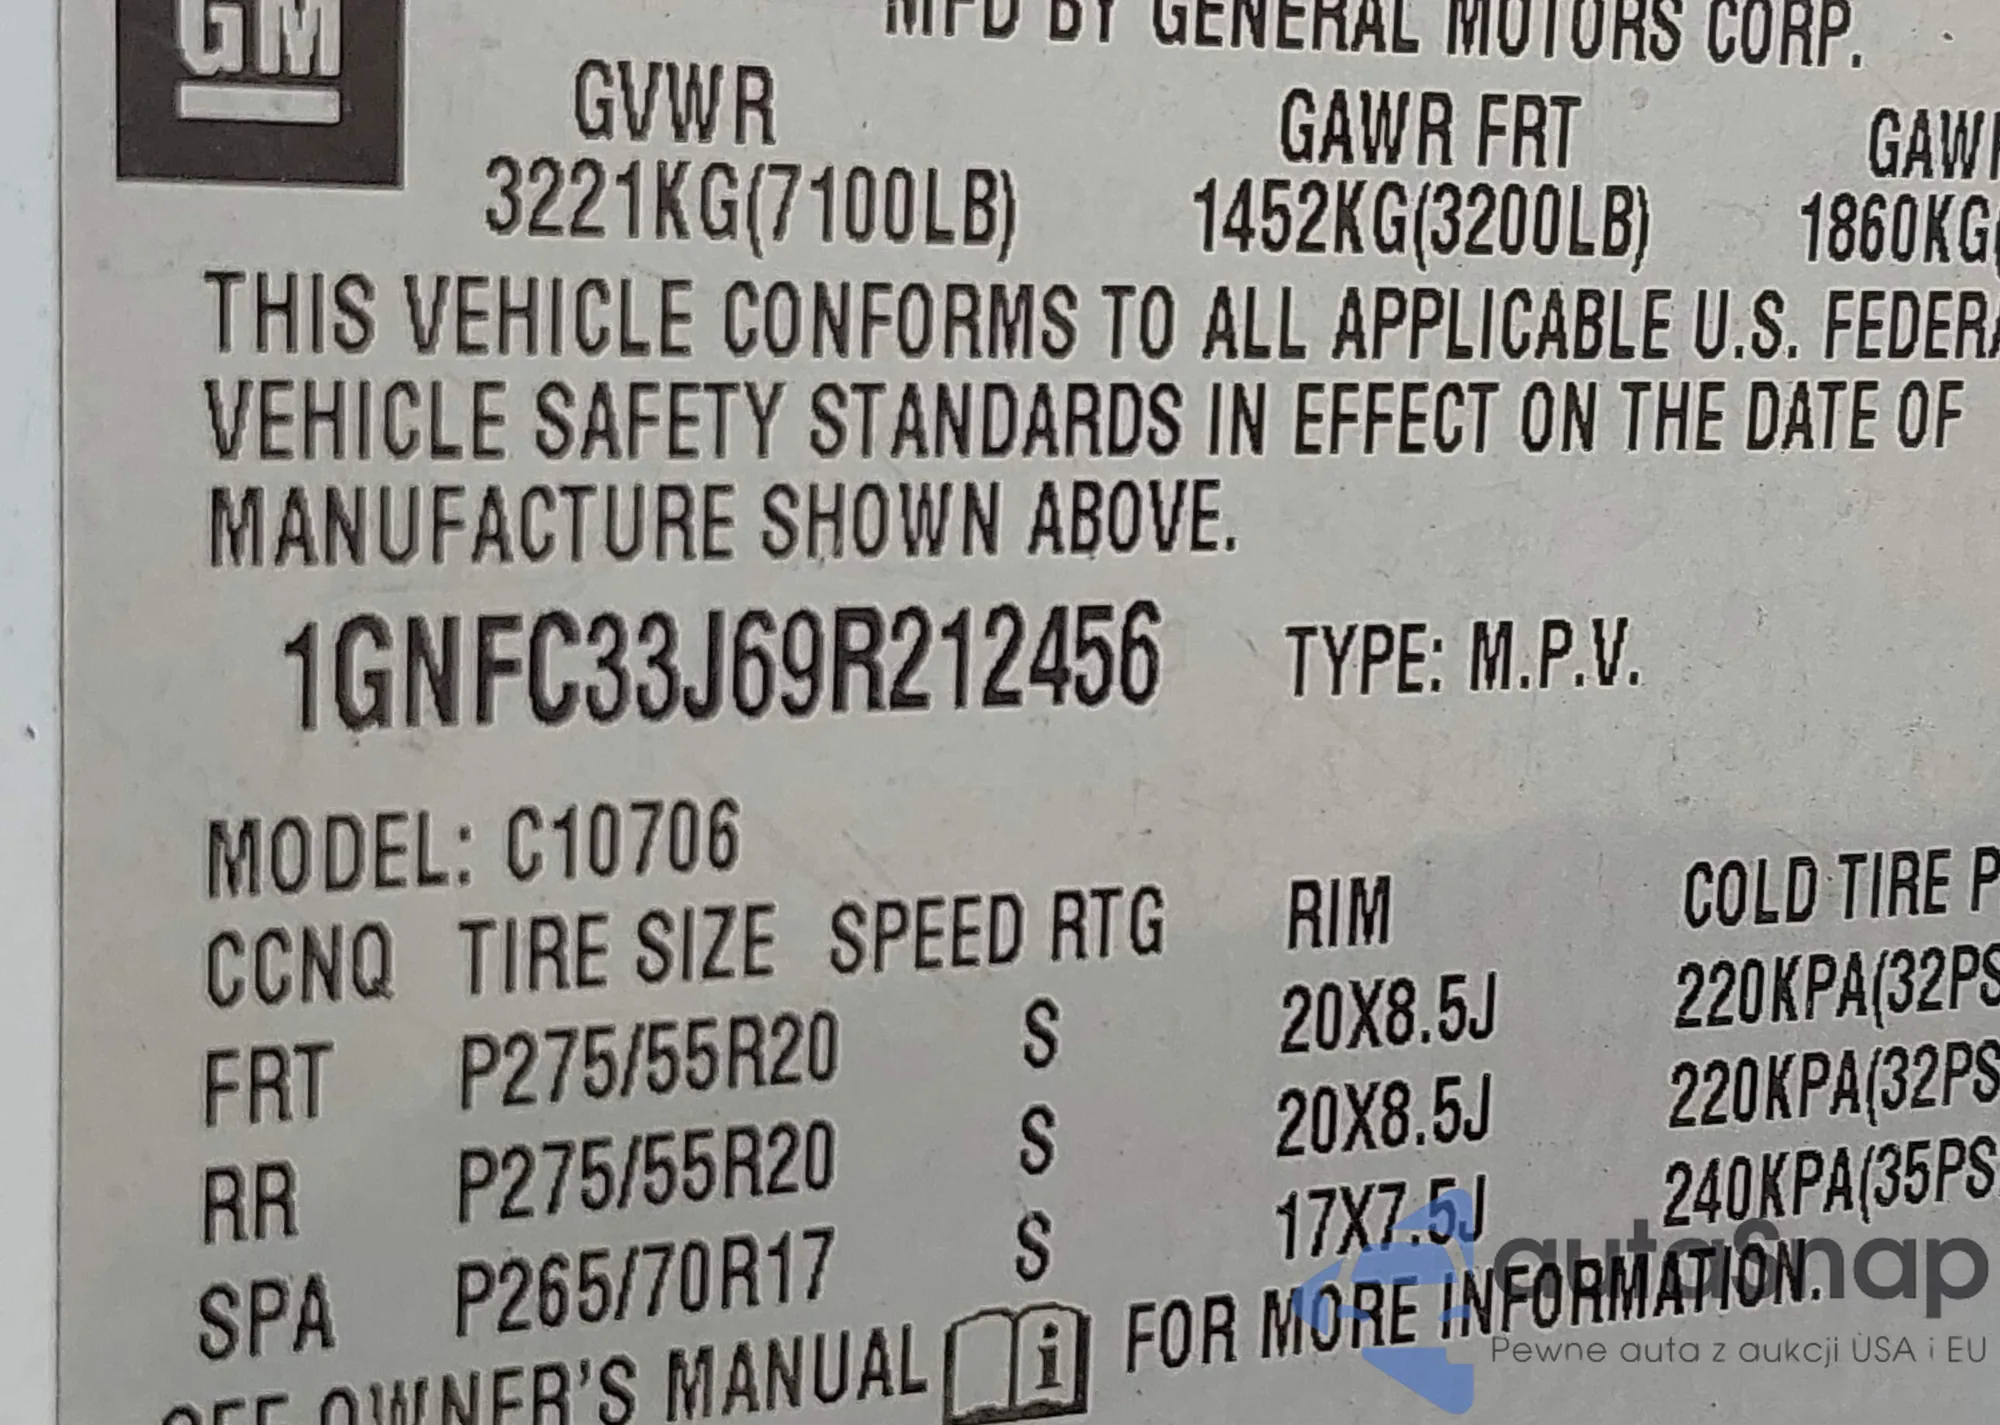 GM
MFD BY GENERAL MOTORS CORP.
GVWR GAWR FRT
3221KG(7100LB) 1452KG(3200LB) 1860KG(
THIS VEHICLE CONFORMS TO ALL APPLICABLE U.S. FEDERA
VEHICLE SAFETY STANDARDS IN EFFECT ON THE DATE OF
MANUFACTURE SHOWN ABOVE.
1GNFC33J69R212456 TYPE: M.P.V.
MODEL: C10706
CCNQ TIRE SIZE SPEED RTG RIM COLD TIRE P
FRT P275/55R20 S 20X8.5J 220KPA(32PS
RR P275/55R20 S 20X8.5J 220KPA(32PS
SPA P265/70R17 S 17X7.5J 240KPA(35PS
SEE OWNER'S MANUAL i FOR MORE INFORMATION.
autaSnap
Pewne auta z aukcji USA i EU